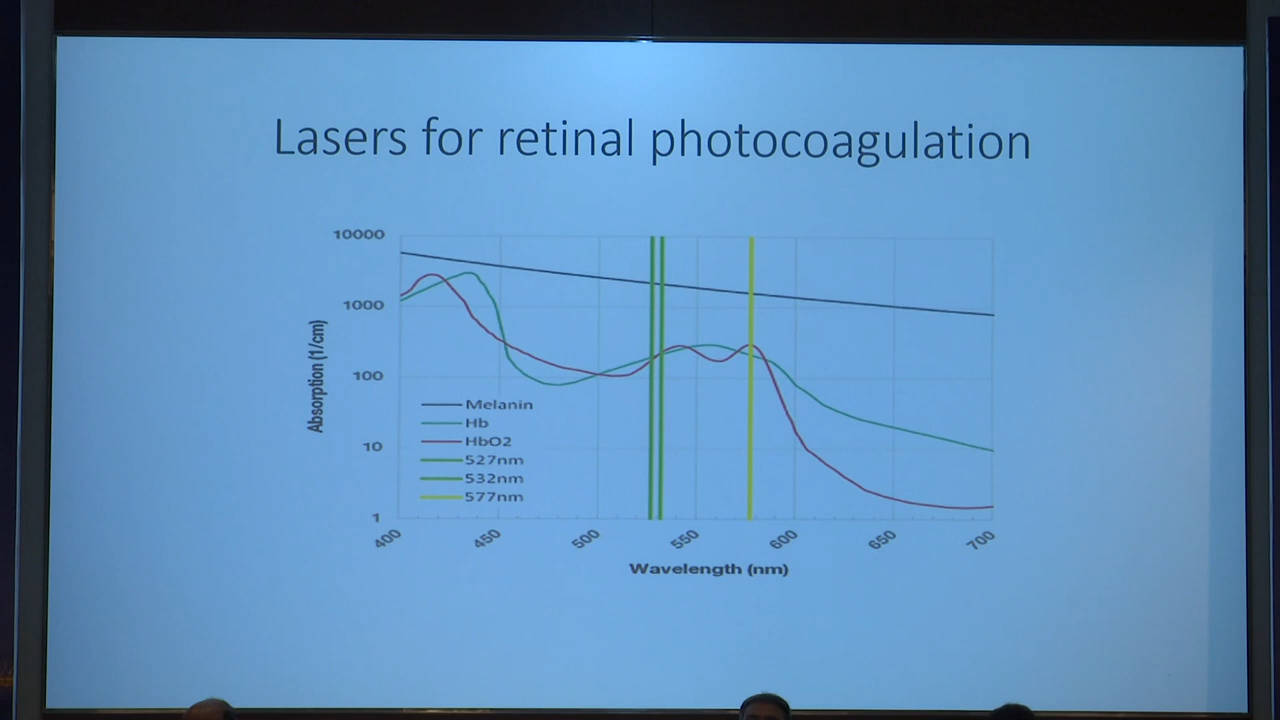 Lasers for retinal photocoagulation
10000
1000
100
10
1
Absorption (1/cm)
Melanin
Hb
HbO2
527nm
532nm
577nm
400
450
500
550
600
650
700
Wavelength (nm)